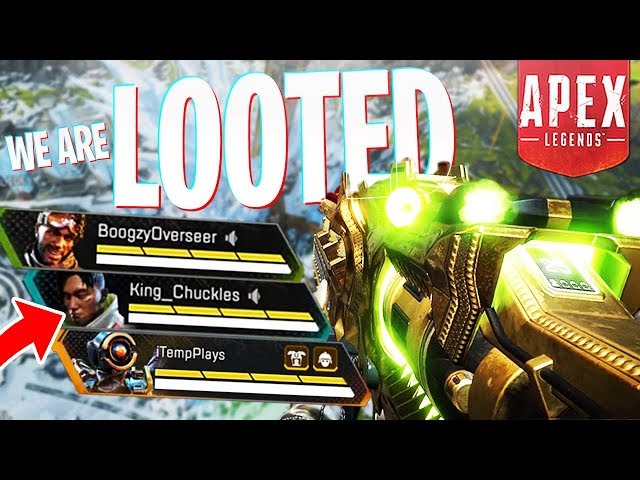 WE ARE LOOTED
APEX
LEGENDS
BoogzyOverseer
King_Chuckles
iTempPlays